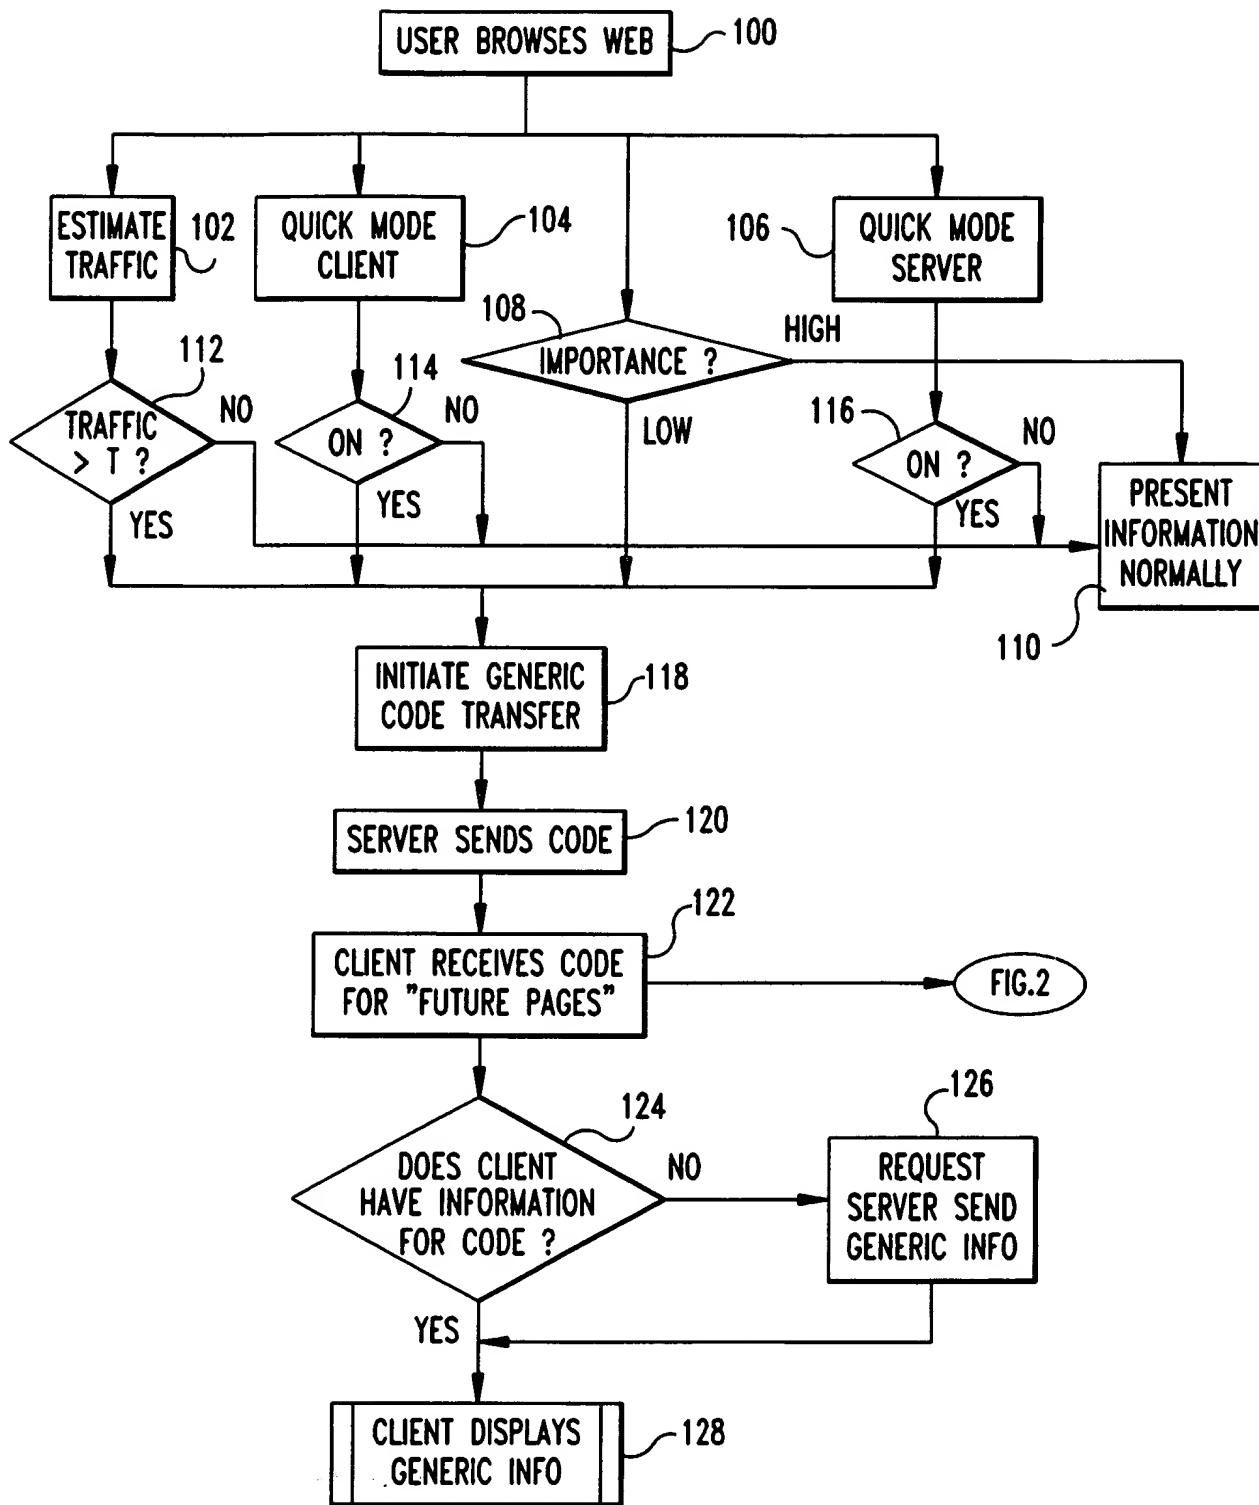 USER BROWSES WEB
100
ESTIMATE
TRAFFIC
102
QUICK MODE
CLIENT
104
106
QUICK MODE
SERVER
108
IMPORTANCE ?
HIGH
LOW
112
TRAFFIC
> T ?
NO
YES
114
ON ?
NO
YES
116
ON ?
NO
YES
PRESENT
INFORMATION
NORMALLY
110
INITIATE GENERIC
CODE TRANSFER
118
SERVER SENDS CODE
120
122
CLIENT RECEIVES CODE
FOR "FUTURE PAGES"
FIG.2
124
DOES CLIENT
HAVE INFORMATION
FOR CODE ?
NO
YES
126
REQUEST
SERVER SEND
GENERIC INFO
CLIENT DISPLAYS
GENERIC INFO
128